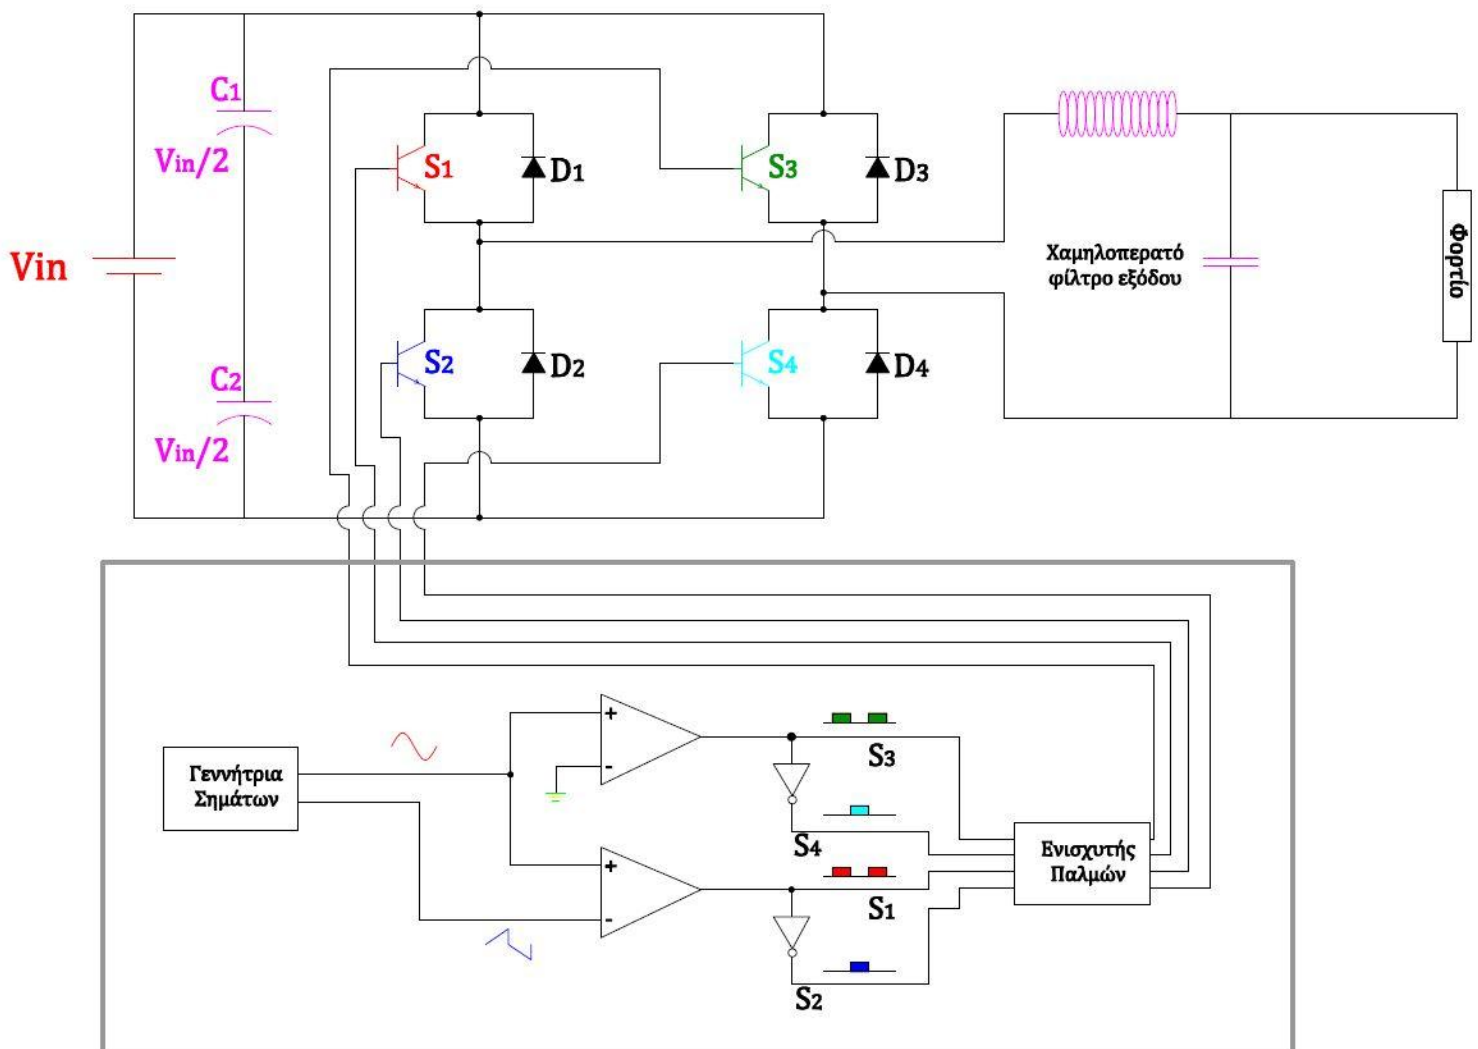 C1
Vin/2
S1
D1
S3
D3
Vin
Χαμηλοπερατό
φίλτρο εξόδου
Φορτίο
C2
Vin/2
S2
D2
S4
D4
+
-
S3
Γεννήτρια
Σημάτων
S4
+
-
S1
Ενισχυτής
Παλμών
S2